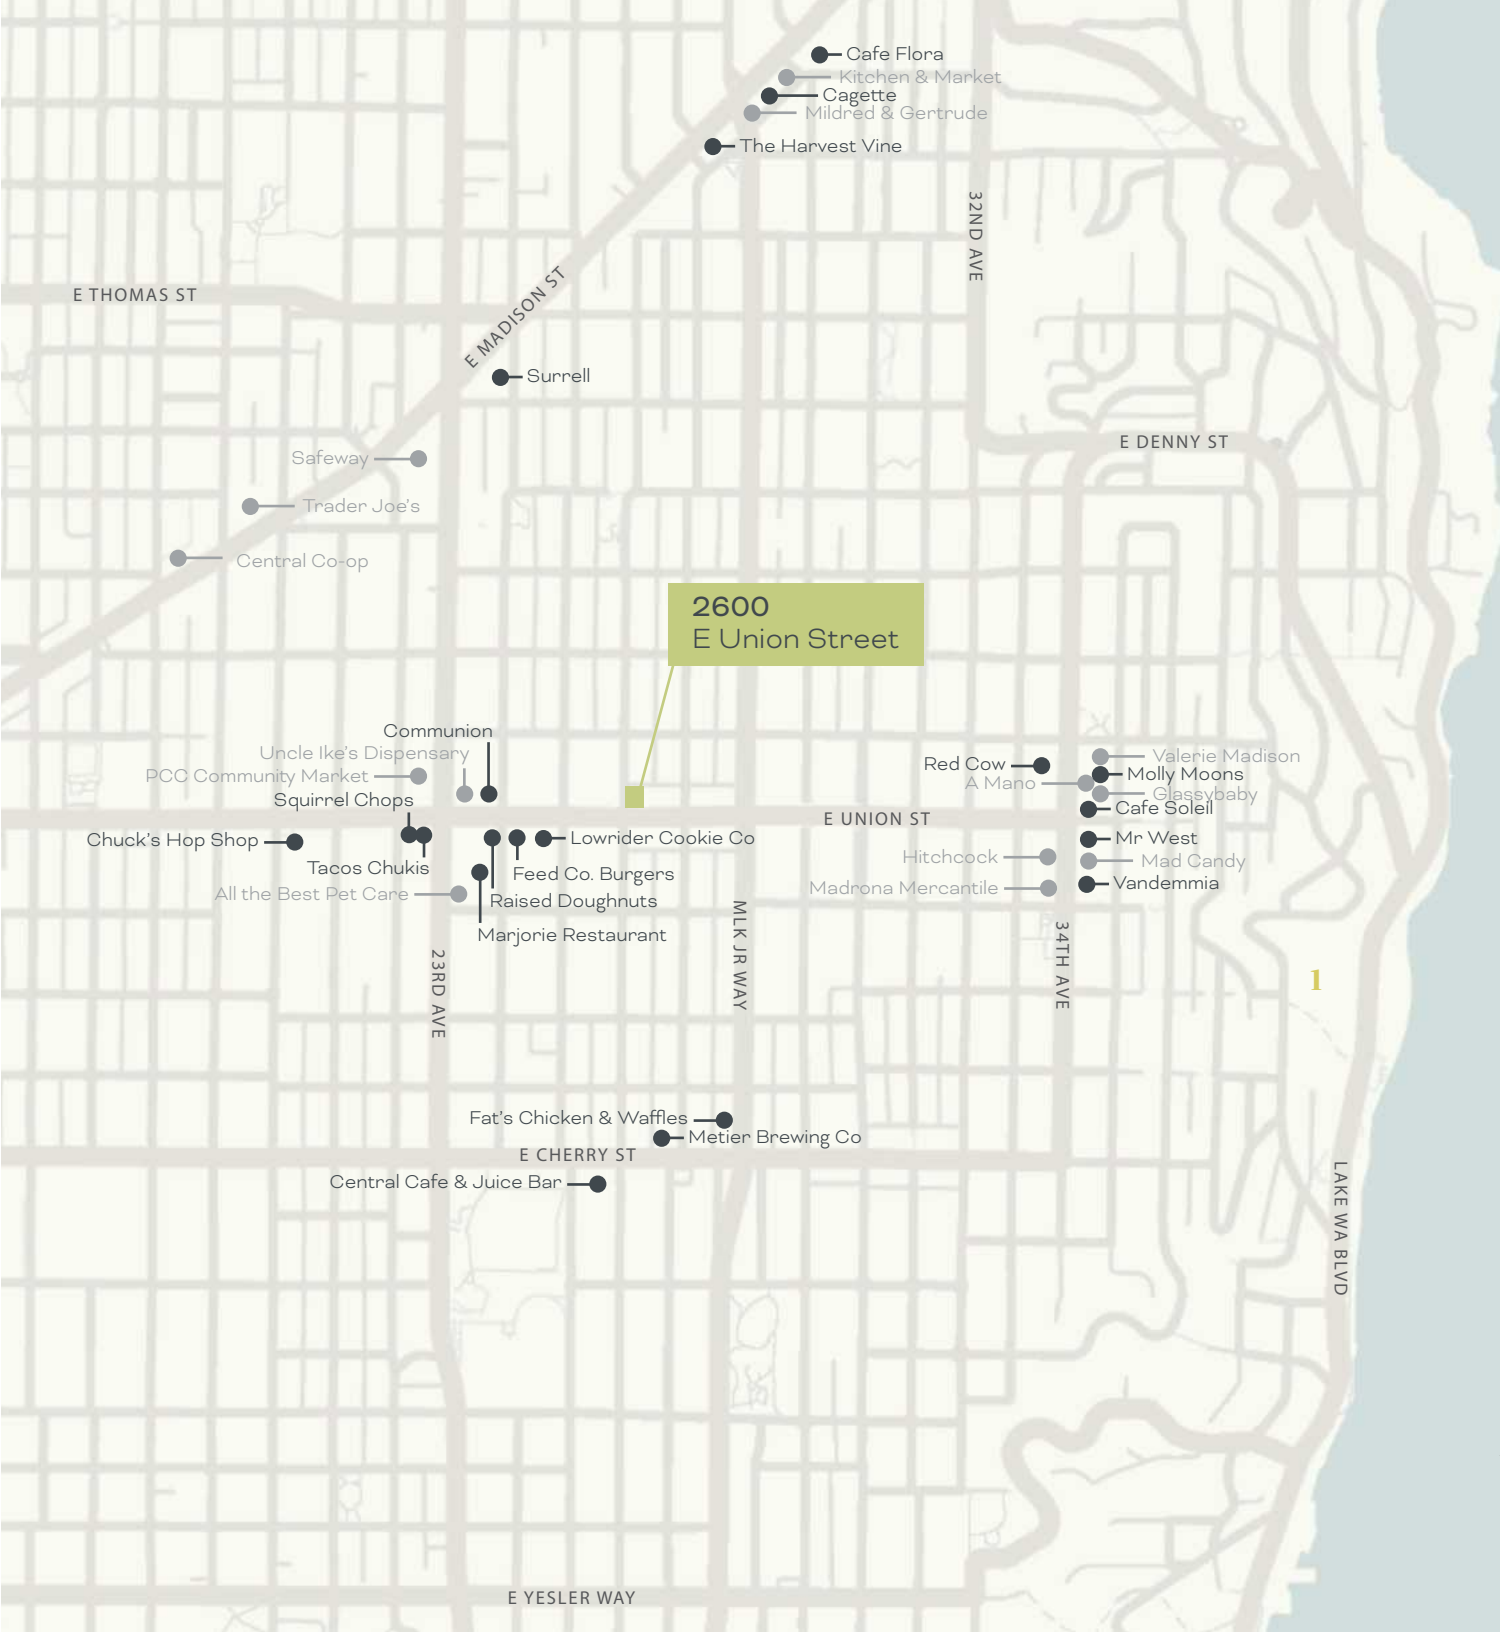 Cafe Flora
Kitchen & Market
Cagette
Mildred & Gertrude
The Harvest Vine
32ND AVE
E THOMAS ST
E MADISON ST
Surrell
E DENNY ST
Safeway
Trader Joe's
Central Co-op
2600
E Union Street
Communion
Uncle Ike's Dispensary
PCC Community Market
Squirrel Chops
Red Cow
A Mano
Valerie Madison
Molly Moons
Glassybaby
Cafe Soleil
E UNION ST
Chuck's Hop Shop
Tacos Chukis
All the Best Pet Care
Lowrider Cookie Co
Feed Co. Burgers
Raised Doughnuts
Marjorie Restaurant
Mr West
Hitchcock
Mad Candy
Madrona Mercantile
Vandemmia
23RD AVE
MLK JR WAY
34TH AVE
1
Fat's Chicken & Waffles
Metier Brewing Co
E CHERRY ST
Central Cafe & Juice Bar
LAKE WA BLVD
E YESLER WAY